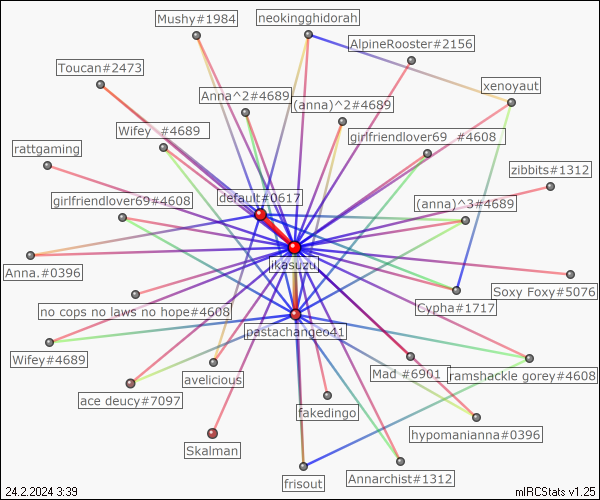 Mushy#1984
neokingghidorah
AlpineRooster#2156
Toucan#2473
xenoyaut
Anna^2#4689
(anna)^2#4689
Wifey  #4689
girlfriendlover69  #4608
rattgaming
zibbits#1312
default#0617
girlfriendlover69#4608
(anna)^3#4689
ikasuzu
Anna.#0396
Soxy Foxy#5076
no cops no laws no hope#4608
Cypha#1717
pastachangeo41
Wifey#4689
avelicious
Mad #6901
ramshackle gorey#4608
ace deucy#7097
fakedingo
hypomanianna#0396
Skalman
Annarchist#1312
frisout
24.2.2024 3:39
mIRCStats v1.25